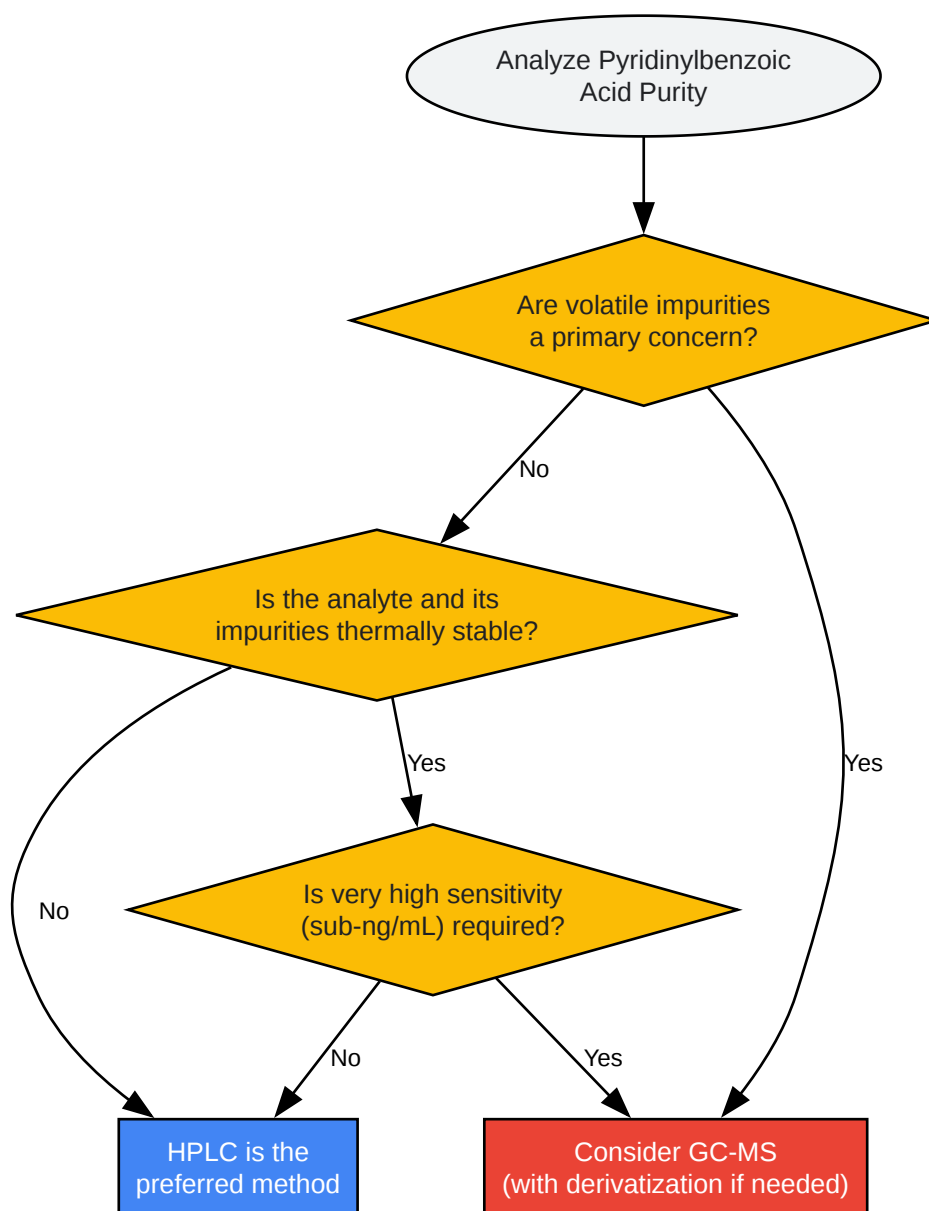 Analyze Pyridinylbenzoic
Acid Purity
Are volatile impurities
a primary concern?
No
Is the analyte and its
impurities thermally stable?
Yes
Yes
Is very high sensitivity
(sub-ng/mL) required?
No
No
Yes
HPLC is the
preferred method
Consider GC-MS
(with derivatization if needed)